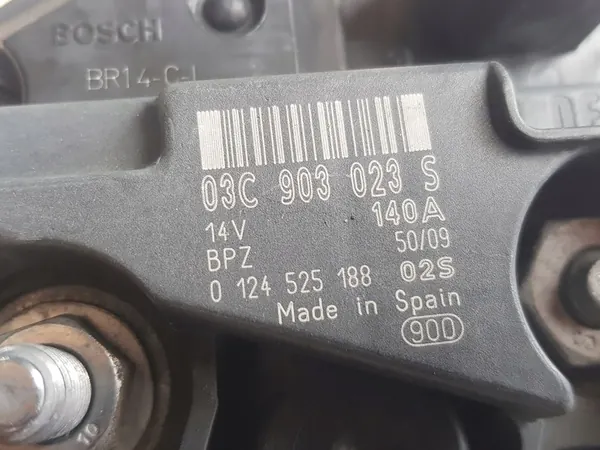 BOSCH
BR14-C-
03C 903 023 S
14V 140A
BPZ 50/09
0 124 525 188 02S
Made in Spain
900
10